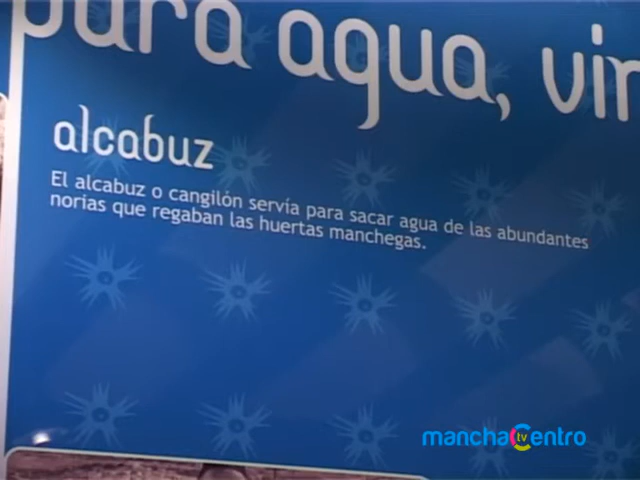 para agua,
alcabuz
El alcabuz o cangilón servía para sacar agua de las abundantes
norias que regaban las huertas manchegas.
manchaCentro
tv